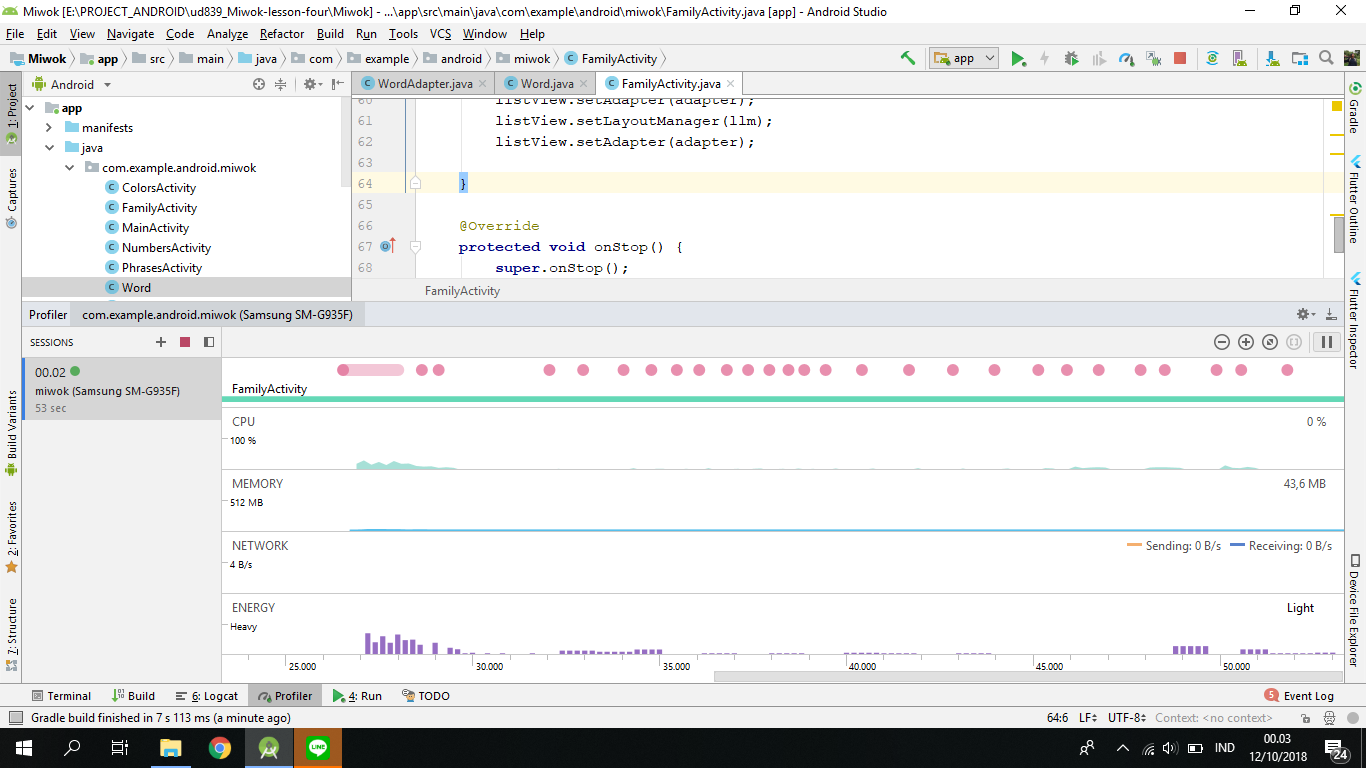 Miwok [E:\PROJECT_ANDROID\ud839_Miwok-lesson-four\Miwok] - ...\app\src\main\java\com\example\android\miwok\FamilyActivity.java [app] - Android Studio
File Edit View Navigate Code Analyze Refactor Build Run Tools VCS Window Help
Miwok app src main java com example android miwok FamilyActivity app
Android
WordAdapter.java Word.java FamilyActivity.java
1: Project
Captures
Build Variants
2: Favorites
7: Structure
app
manifests
java
com.example.android.miwok
ColorsActivity
FamilyActivity
MainActivity
NumbersActivity
PhrasesActivity
Word
60 listView.setAdapter(adapter);
61 listView.setLayoutManager(llm);
62 listView.setAdapter(adapter);
63
64 }
65
66 @Override
67 protected void onStop() {
68 super.onStop();
FamilyActivity
Gradle
Flutter Outline
Flutter Inspector
Device File Explorer
Profiler com.example.android.miwok (Samsung SM-G935F)
SESSIONS
00.02
miwok (Samsung SM-G935F)
53 sec
FamilyActivity
CPU 0 %
100 %
MEMORY 43,6 MB
512 MB
NETWORK Sending: 0 B/s Receiving: 0 B/s
4 B/s
ENERGY Light
Heavy
25.000 30.000 35.000 40.000 45.000 50.000
Terminal Build 6: Logcat Profiler 4: Run TODO 5 Event Log
Gradle build finished in 7 s 113 ms (a minute ago) 64:6 LF UTF-8 Context: <no context>
IND 00.03
12/10/2018 24